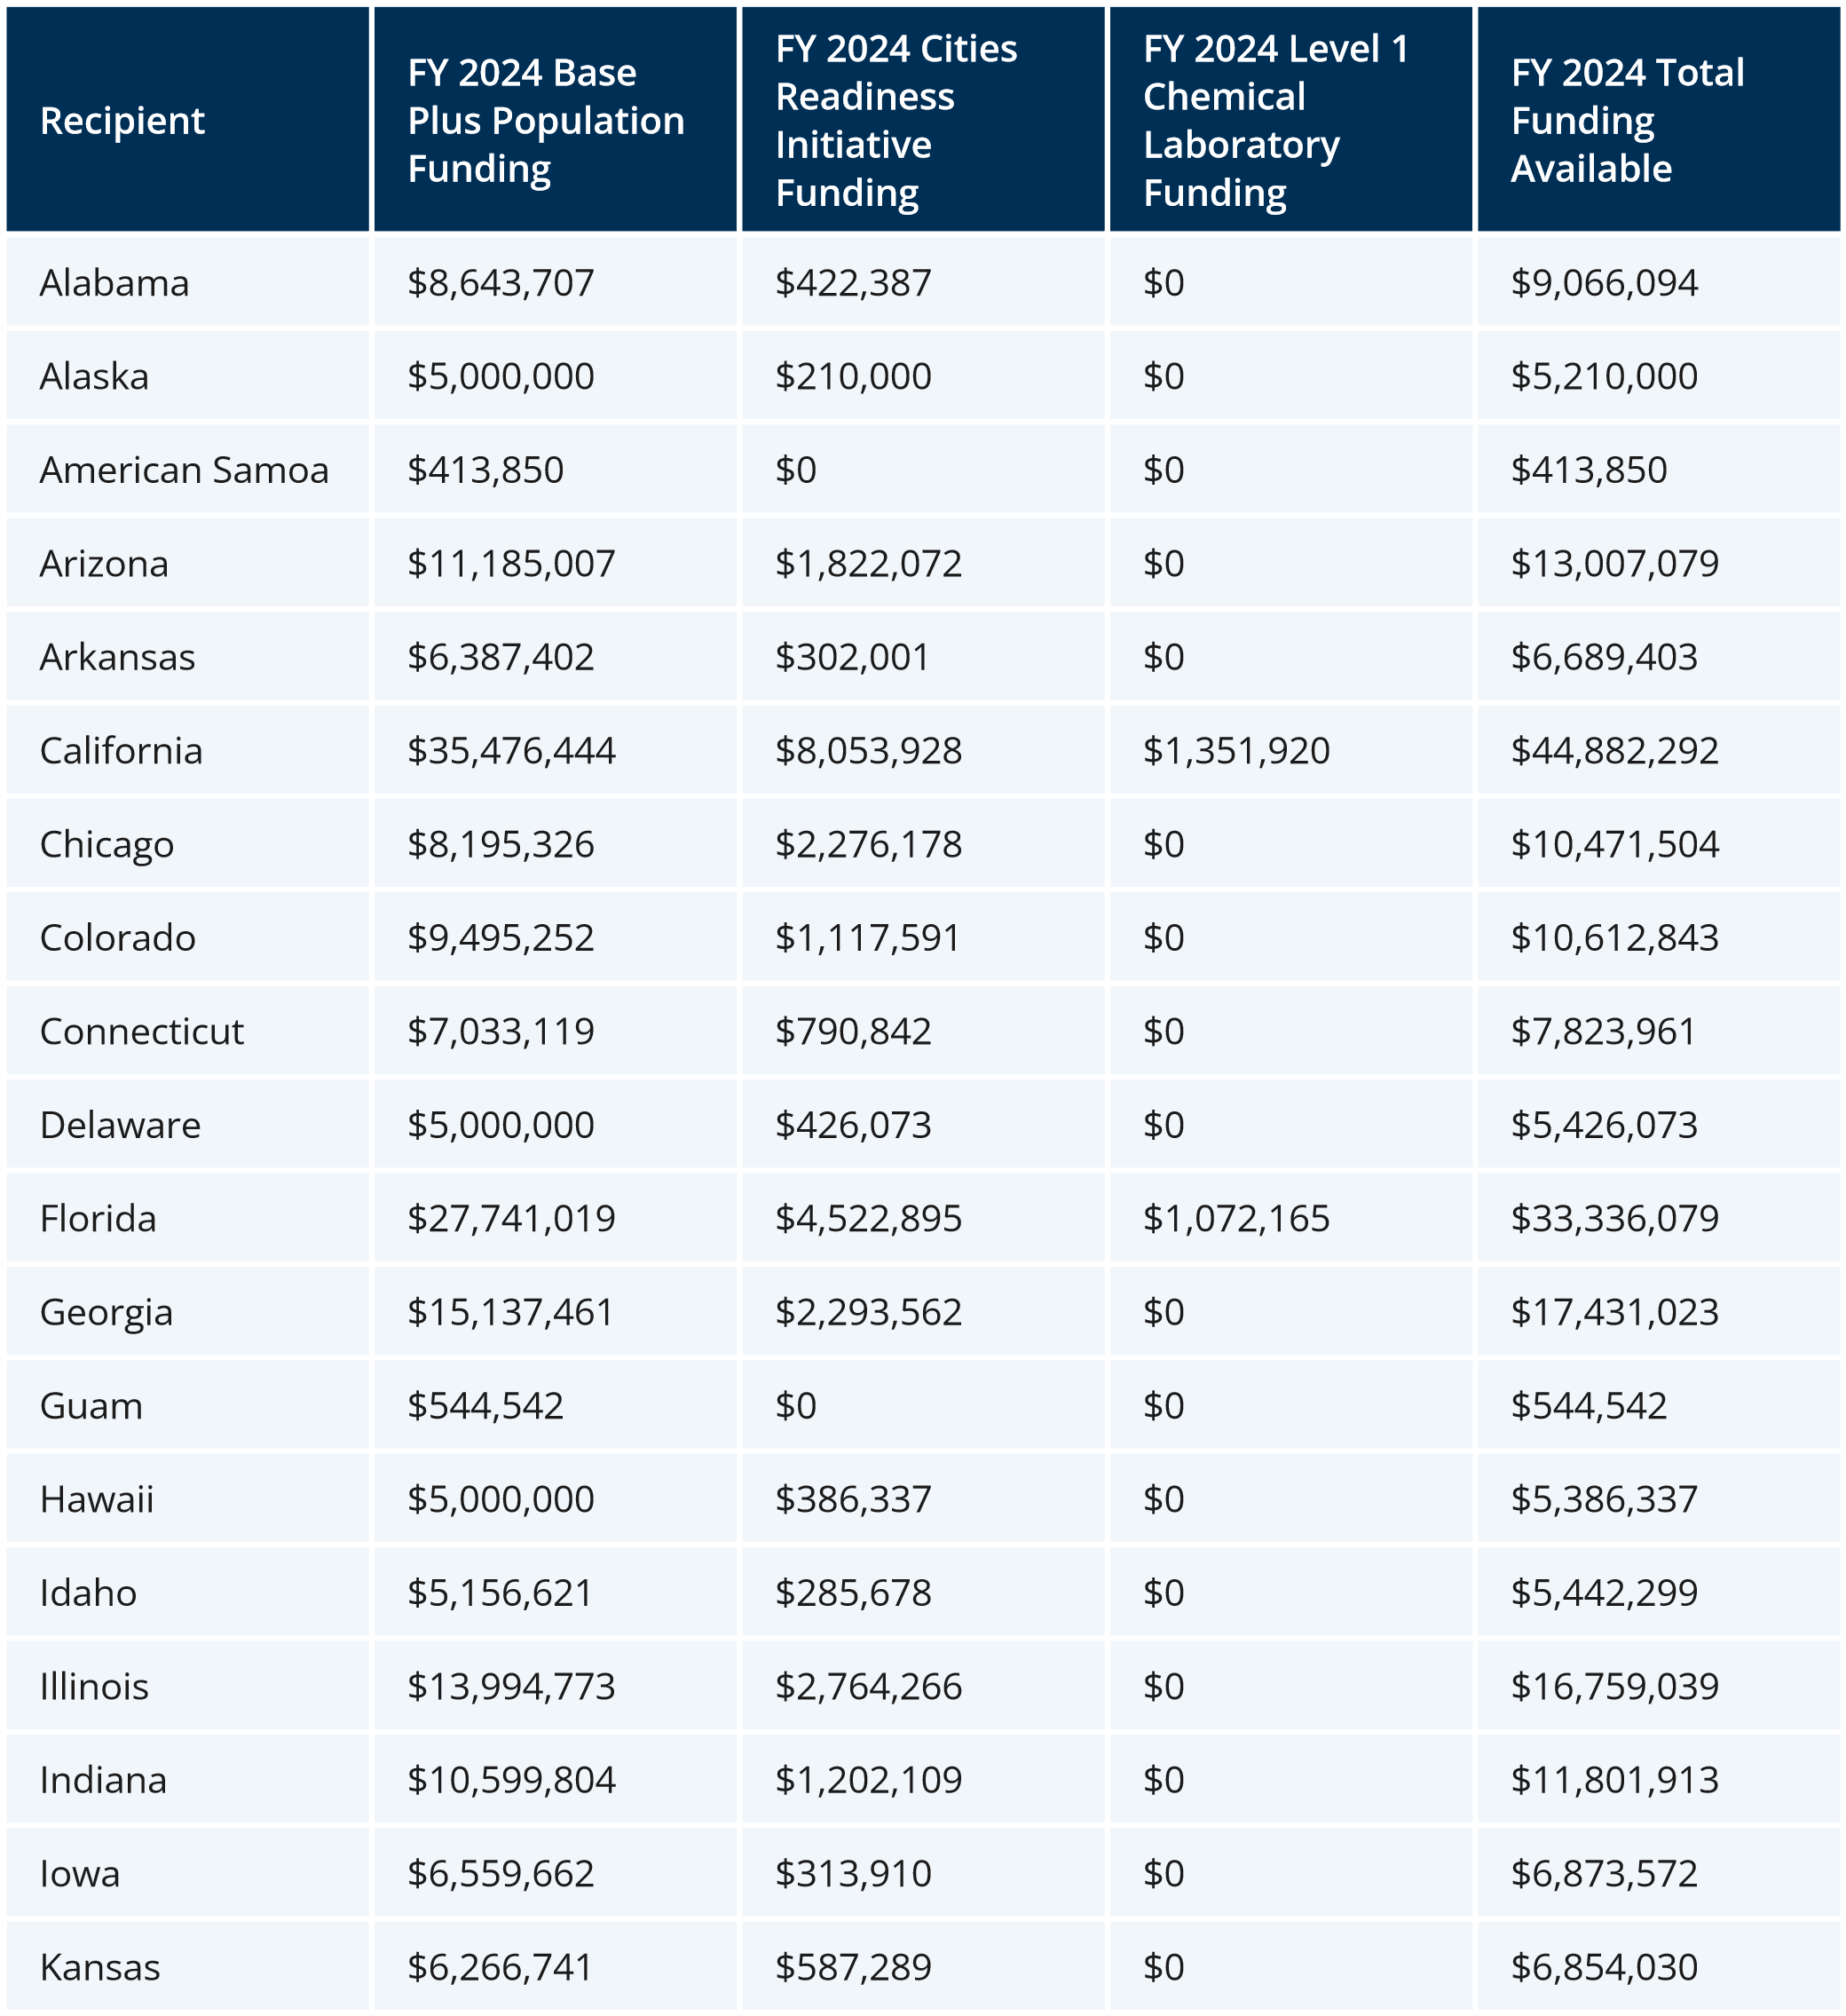 Recipient
FY 2024 Base
Plus Population
Funding
FY 2024 Cities
Readiness
Initiative
Funding
FY 2024 Level 1
Chemical
Laboratory
Funding
FY 2024 Total
Funding
Available
Alabama $8,643,707 $422,387 $0 $9,066,094
Alaska $5,000,000 $210,000 $0 $5,210,000
American Samoa $413,850 $0 $0 $413,850
Arizona $11,185,007 $1,822,072 $0 $13,007,079
Arkansas $6,387,402 $302,001 $0 $6,689,403
California $35,476,444 $8,053,928 $1,351,920 $44,882,292
Chicago $8,195,326 $2,276,178 $0 $10,471,504
Colorado $9,495,252 $1,117,591 $0 $10,612,843
Connecticut $7,033,119 $790,842 $0 $7,823,961
Delaware $5,000,000 $426,073 $0 $5,426,073
Florida $27,741,019 $4,522,895 $1,072,165 $33,336,079
Georgia $15,137,461 $2,293,562 $0 $17,431,023
Guam $544,542 $0 $0 $544,542
Hawaii $5,000,000 $386,337 $0 $5,386,337
Idaho $5,156,621 $285,678 $0 $5,442,299
Illinois $13,994,773 $2,764,266 $0 $16,759,039
Indiana $10,599,804 $1,202,109 $0 $11,801,913
Iowa $6,559,662 $313,910 $0 $6,873,572
Kansas $6,266,741 $587,289 $0 $6,854,030